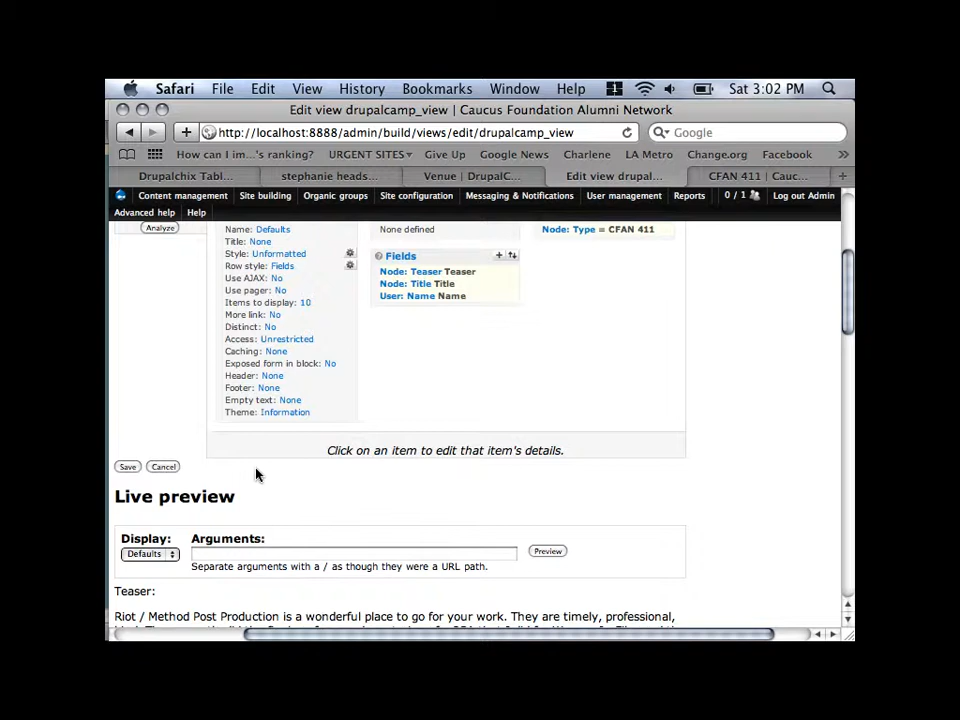 Safari File Edit View History Bookmarks Window Help Sat 3:02 PM
Edit view drupalcamp_view | Caucus Foundation Alumni Network
http://localhost:8888/admin/build/views/edit/drupalcamp_view Google
How can I im...'s ranking? URGENT SITES▾ Give Up Google News Charlene LA Metro Change.org Facebook »
Drupalchix Tabl... stephanie heads... Venue | DrupalC... Edit view drupal... CFAN 411 | Cauc...
Content management Site building Organic groups Site configuration Messaging & Notifications User management Reports 0 / 1 Log out Admin
Advanced help Help
Analyze
Name: Defaults
Title: None
Style: Unformatted
Row style: Fields
Use AJAX: No
Use pager: No
Items to display: 10
More link: No
Distinct: No
Access: Unrestricted
Caching: None
Exposed form in block: No
Header: None
Footer: None
Empty text: None
Theme: Information
None defined
Fields
Node: Teaser Teaser
Node: Title Title
User: Name Name
Node: Type = CFAN 411
Click on an item to edit that item's details.
Save Cancel
Live preview
Display: Arguments:
Defaults Preview
Separate arguments with a / as though they were a URL path.
Teaser:
Riot / Method Post Production is a wonderful place to go for your work. They are timely, professional,